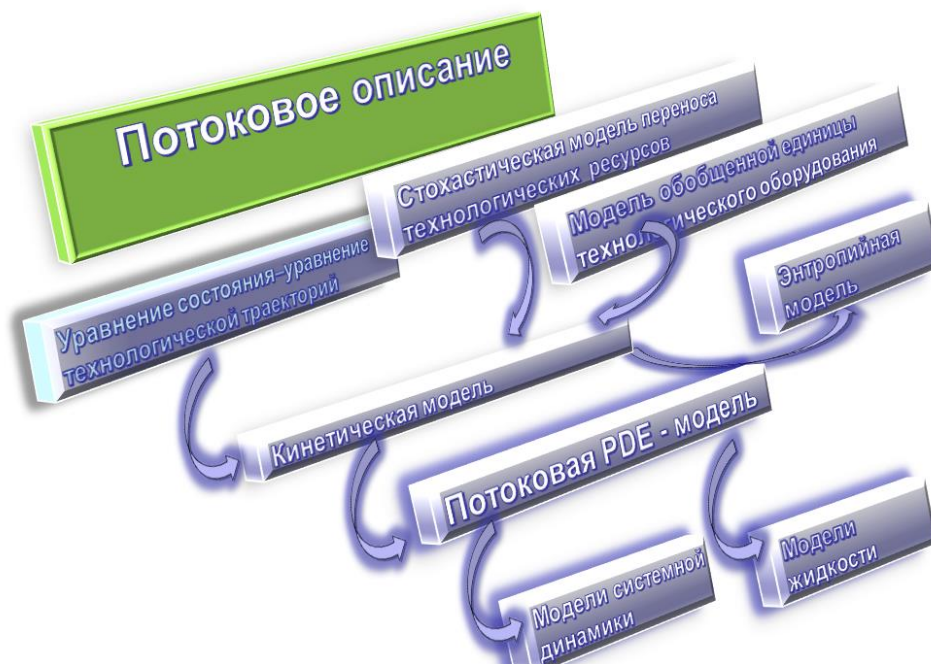 Потоковое описание
Стохастическая модель переноса
технологических ресурсов
Модель обобщенной единицы
технологического оборудования
Уравнение состояния–уравнение
технологической траекторий
Энтропийная
модель
Кинетическая модель
Потоковая PDE - модель
Модели системной
динамики
Модели
жидкости